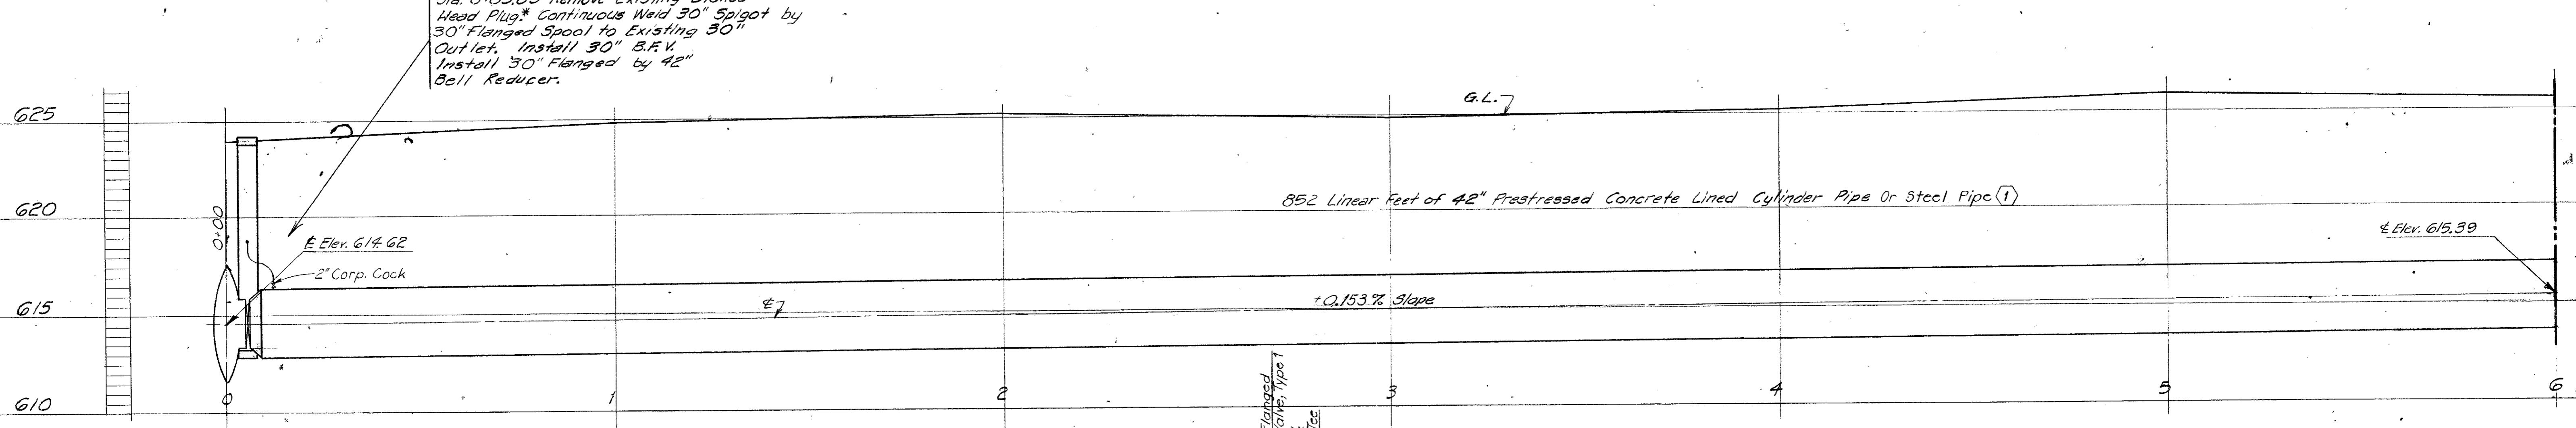 Head Plug* Continuous Weld 30" Spigot by
30" Flanged Spool to Existing 30"
Outlet. Install 30" B.F.V.
Install 30" Flanged by 42"
Bell Reducer.
G.L.
625
852 Linear Feet of 42" Prestressed Concrete Lined Cylinder Pipe Or Steel Pipe 1
620
0+00
℄ Elev. 614.62
℄ Elev. 615.39
2" Corp. Cock
615
℄
+0.153% Slope
Flanged
Valve, Type 1
Tee
610
0
1
2
3
4
5
6